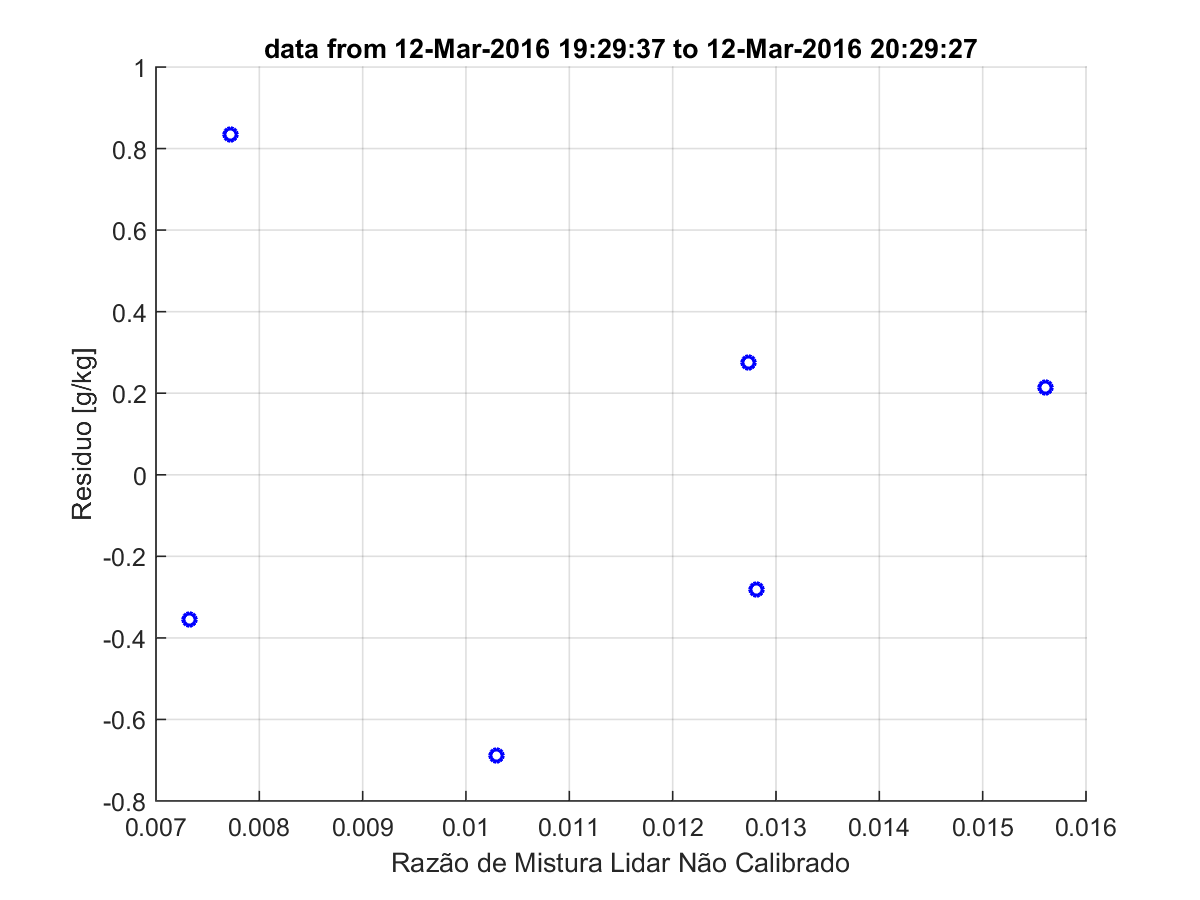 data from 12-Mar-2016 19:29:37 to 12-Mar-2016 20:29:27
1
0.8
0.6
0.4
0.2
0
-0.2
-0.4
-0.6
-0.8
Residuo [g/kg]
0.007 0.008 0.009 0.01 0.011 0.012 0.013 0.014 0.015 0.016
Razão de Mistura Lidar Não Calibrado